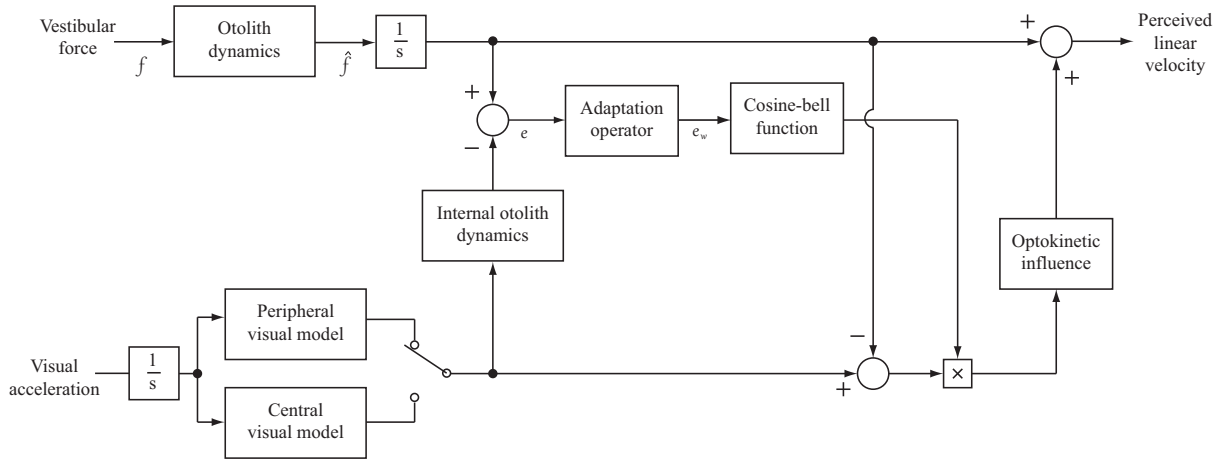 Vestibular
force
f
Otolith
dynamics
f̂
1
s
+
+
Perceived
linear
velocity
+
−
e
Adaptation
operator
e_w
Cosine-bell
function
Internal otolith
dynamics
Optokinetic
influence
Visual
acceleration
1
s
Peripheral
visual model
Central
visual model
−
+
×